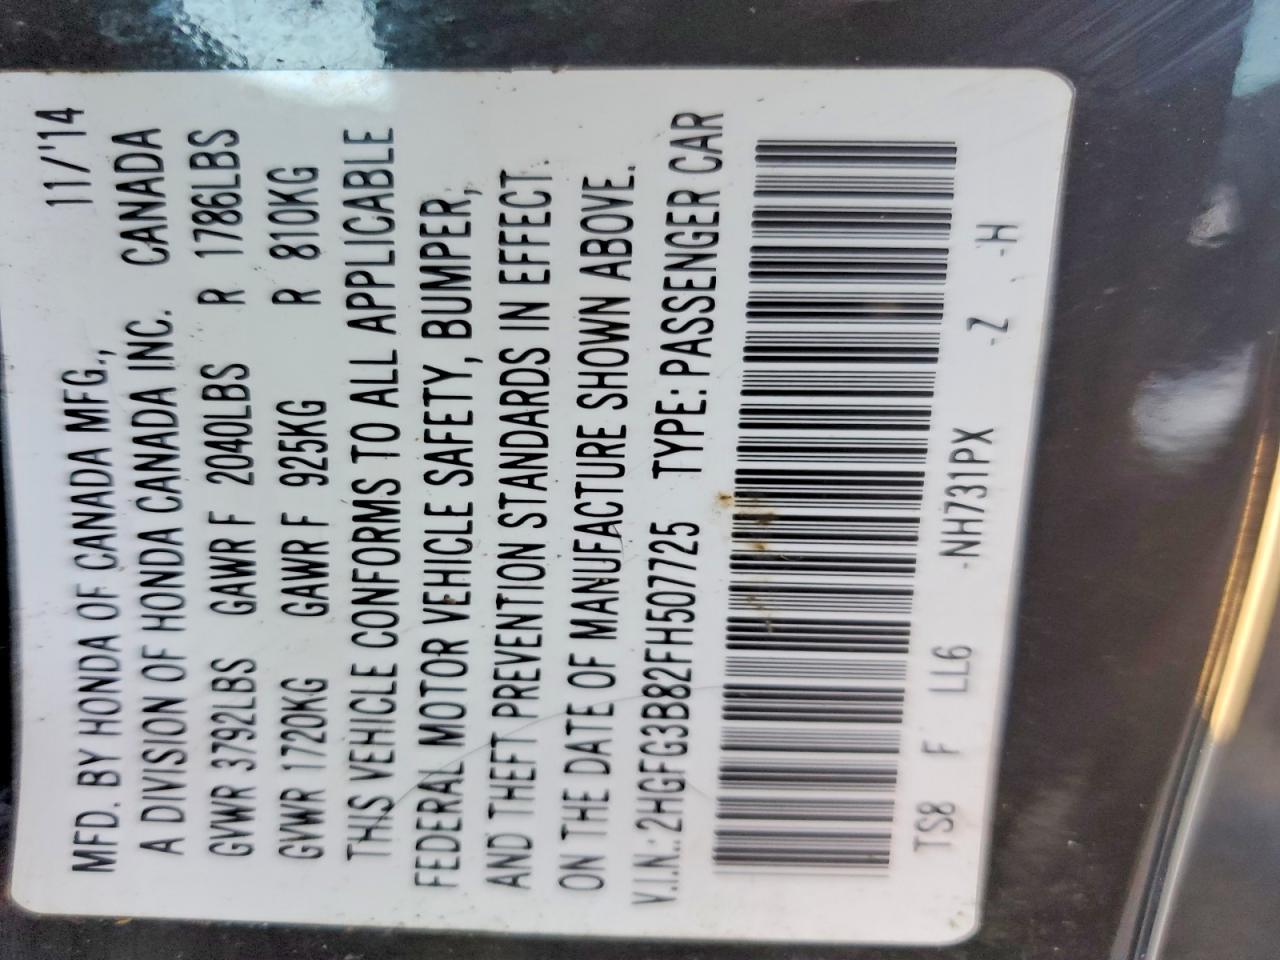 MFD. BY HONDA OF CANADA MFG., 11/'14
A DIVISION OF HONDA CANADA INC. CANADA
GVWR 3792LBS GAWR F 2040LBS R 1786LBS
GVWR 1720KG GAWR F 925KG R 810KG
THIS VEHICLE CONFORMS TO ALL APPLICABLE
FEDERAL MOTOR VEHICLE SAFETY, BUMPER,
AND THEFT PREVENTION STANDARDS IN EFFECT
ON THE DATE OF MANUFACTURE SHOWN ABOVE.
V.I.N.:2HGFG3B82FH507725 TYPE:PASSENGER CAR
TS8 F LL6 -NH731PX -Z -H